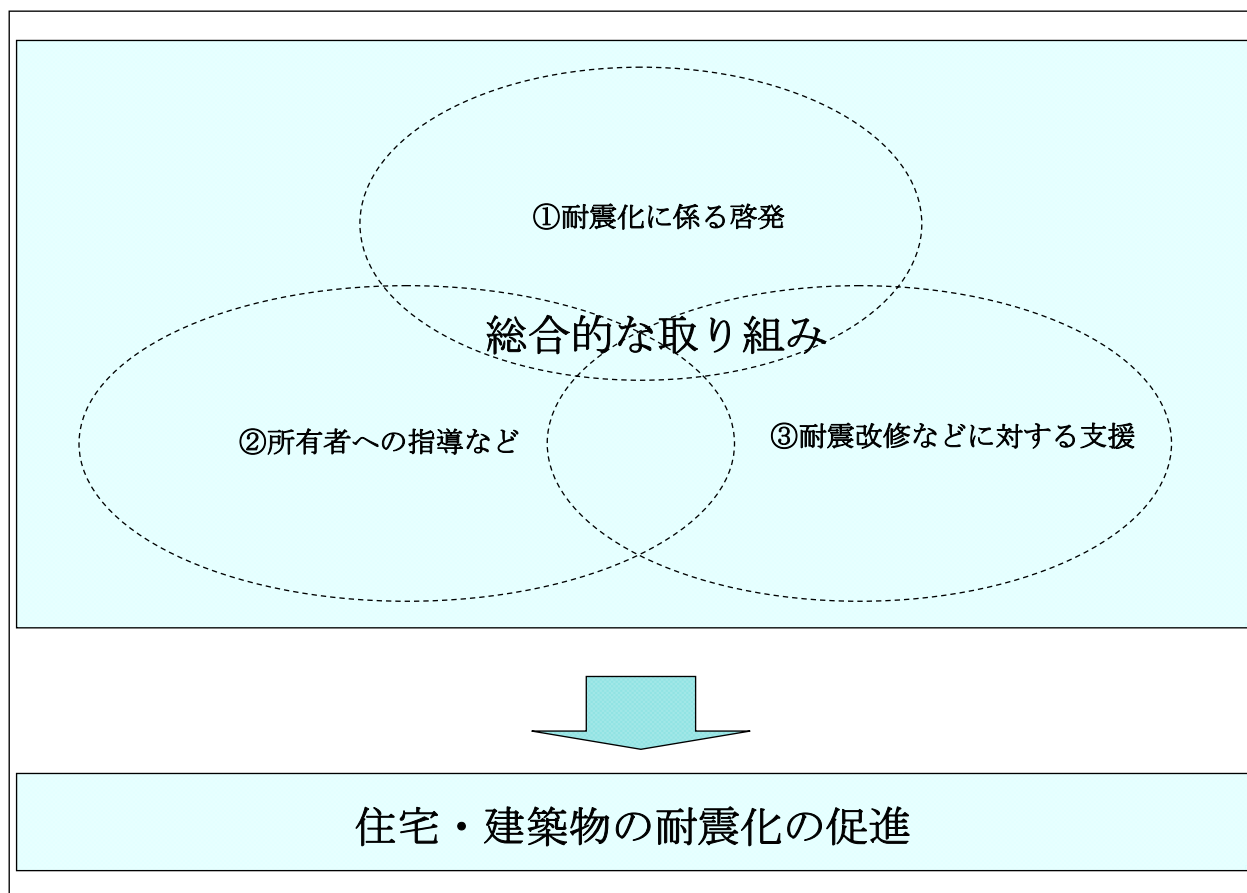 ①耐震化に係る啓発
総合的な取り組み
②所有者への指導など
③耐震改修などに対する支援
住宅・建築物の耐震化の促進